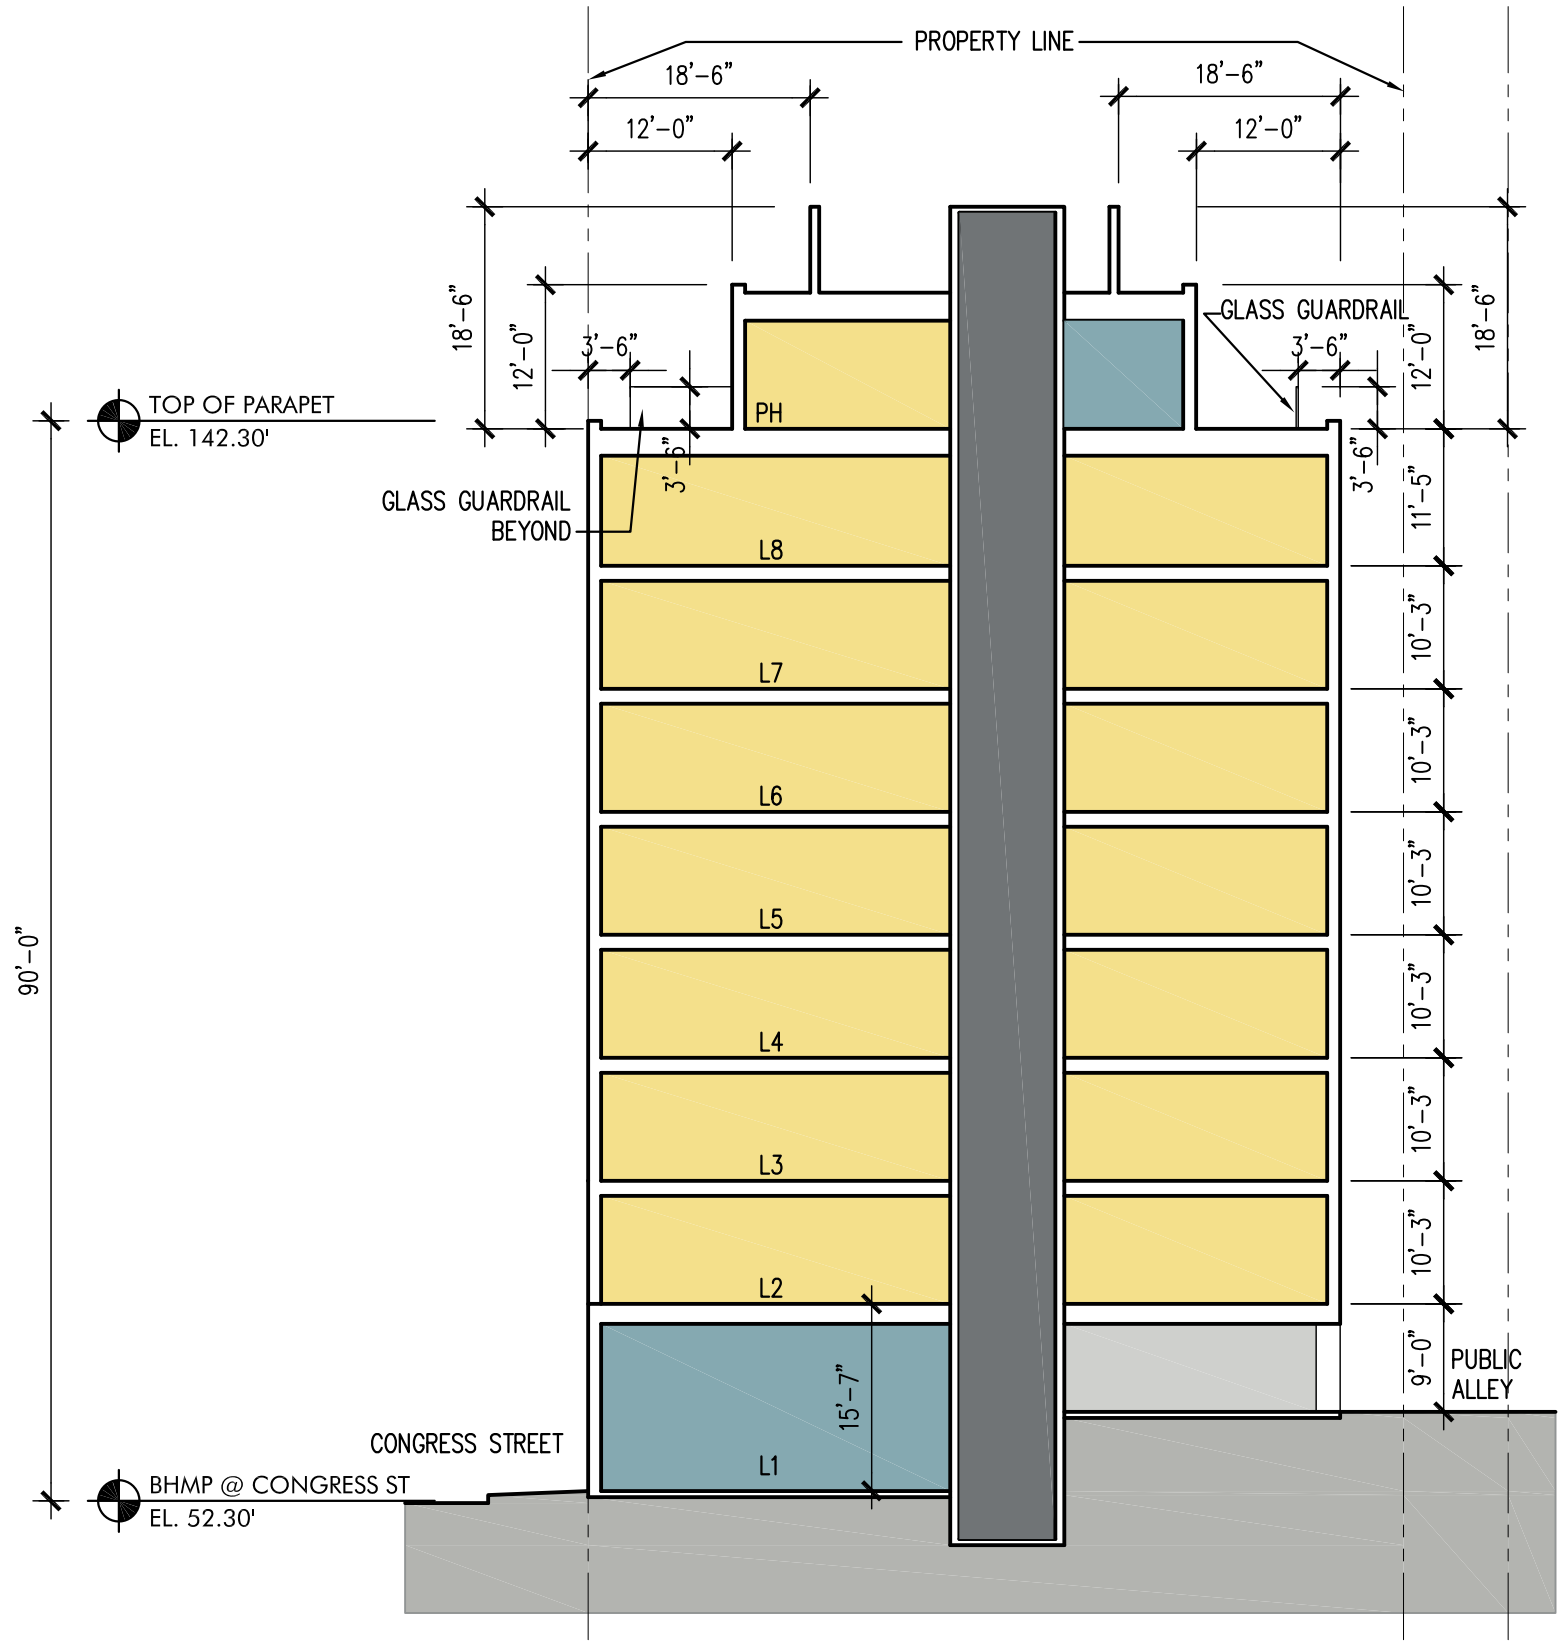 PROPERTY LINE
18'-6"
18'-6"
12'-0"
12'-0"
18'-6"
12'-0"
3'-6"
3'-6"
GLASS GUARDRAIL
3'-6"
3'-6"
12'-0"
18'-6"
TOP OF PARAPET
EL. 142.30'
PH
GLASS GUARDRAIL
BEYOND
L8
11'-5"
L7
10'-3"
L6
10'-3"
L5
10'-3"
90'-0"
L4
10'-3"
L3
10'-3"
L2
10'-3"
15'-7"
9'-0"
PUBLIC
ALLEY
CONGRESS STREET
L1
BHMP @ CONGRESS ST
EL. 52.30'